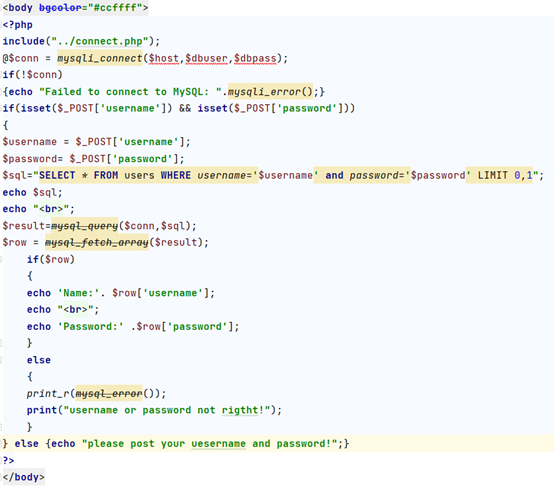 <body bgcolor="#ccffff">
<?php
include("../connect.php");
@$conn = mysqli_connect($host,$dbuser,$dbpass);
if(!$conn)
{echo "Failed to connect to MySQL: ".mysqli_error();}
if(isset($_POST['username']) && isset($_POST['password']))
{
$username = $_POST['username'];
$password= $_POST['password'];
$sql="SELECT * FROM users WHERE username='$username' and password='$password' LIMIT 0,1";
echo $sql;
echo "<br>";
$result=mysql_query($conn,$sql);
$row = mysql_fetch_array($result);
    if($row)
    {
    echo 'Name:'. $row['username'];
    echo "<br>";
    echo 'Password:' .$row['password'];
    }
    else
    {
    print_r(mysql_error());
    print("username or password not rigtht!");
    }
} else {echo "please post your uesername and password!";}
?>
</body>